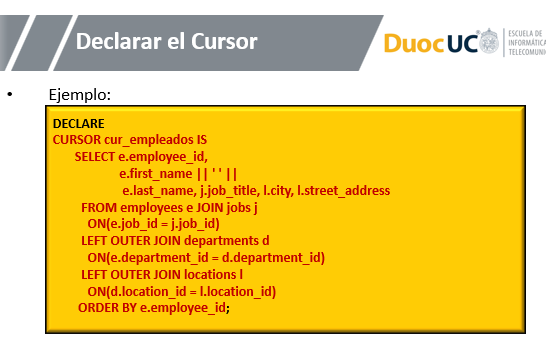 Declarar el Cursor
Duoc UC
ESCUELA DE
INFORMÁTICA
TELECOMUNI
• Ejemplo:
DECLARE
CURSOR cur_empleados IS
SELECT e.employee_id,
e.first_name || ' ' ||
e.last_name, j.job_title, l.city, l.street_address
FROM employees e JOIN jobs j
ON(e.job_id = j.job_id)
LEFT OUTER JOIN departments d
ON(e.department_id = d.department_id)
LEFT OUTER JOIN locations l
ON(d.location_id = l.location_id)
ORDER BY e.employee_id;